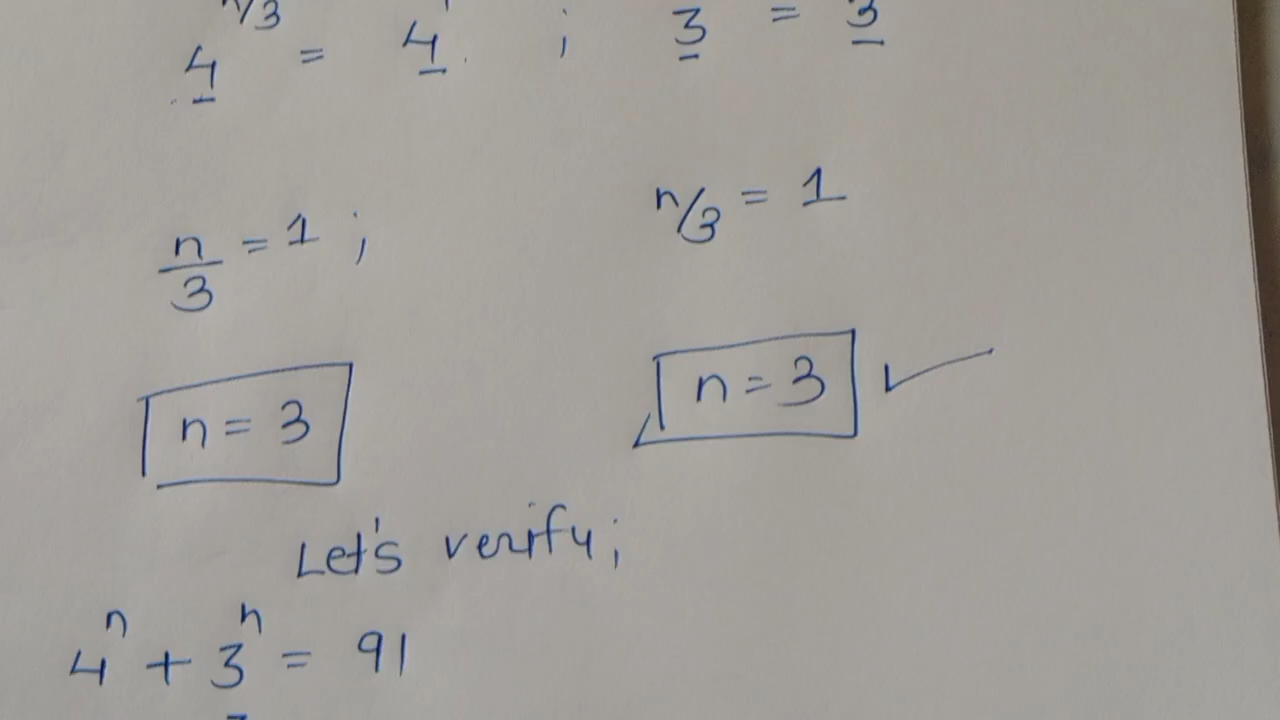 4^{n/3} = 4 ; 3 = 3
n/3 = 1 ; n/3 = 1
n = 3 n = 3 ✓
Let's verify;
4^n + 3^n = 91